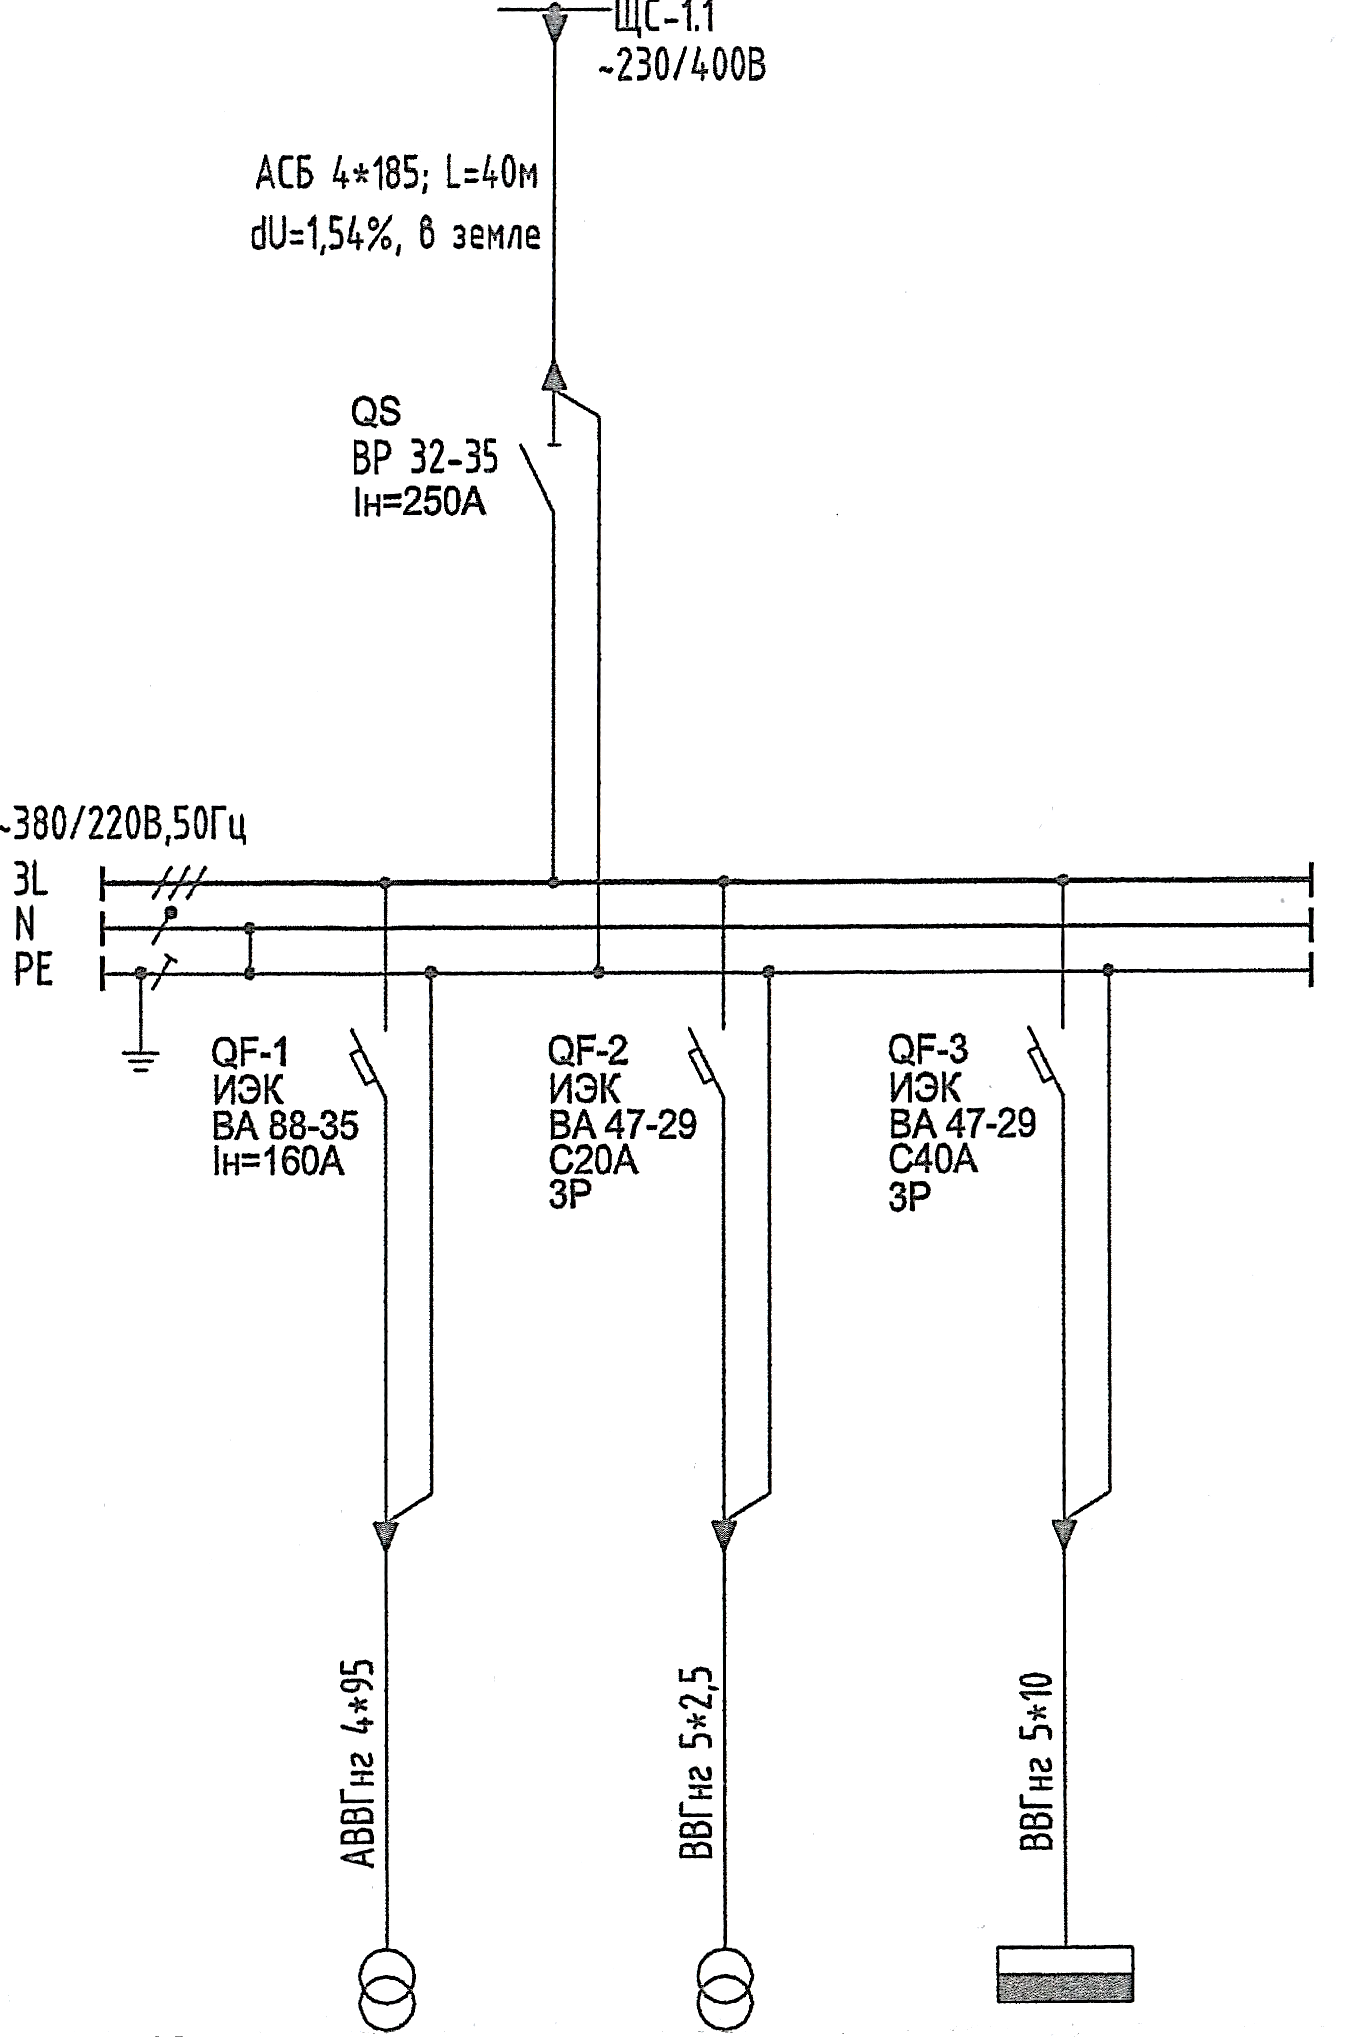 ЩС-1.1
~230/400В
АСБ 4*185; L=40м
dU=1,54%, в земле
QS
ВР 32-35
Iн=250А
~380/220В,50Гц
3L
N
PE
QF-1
ИЭК
ВА 88-35
Iн=160А
QF-2
ИЭК
ВА 47-29
С20А
3Р
QF-3
ИЭК
ВА 47-29
С40А
3Р
АВВГнг 4*95
ВВГнг 5*2,5
ВВГнг 5*10